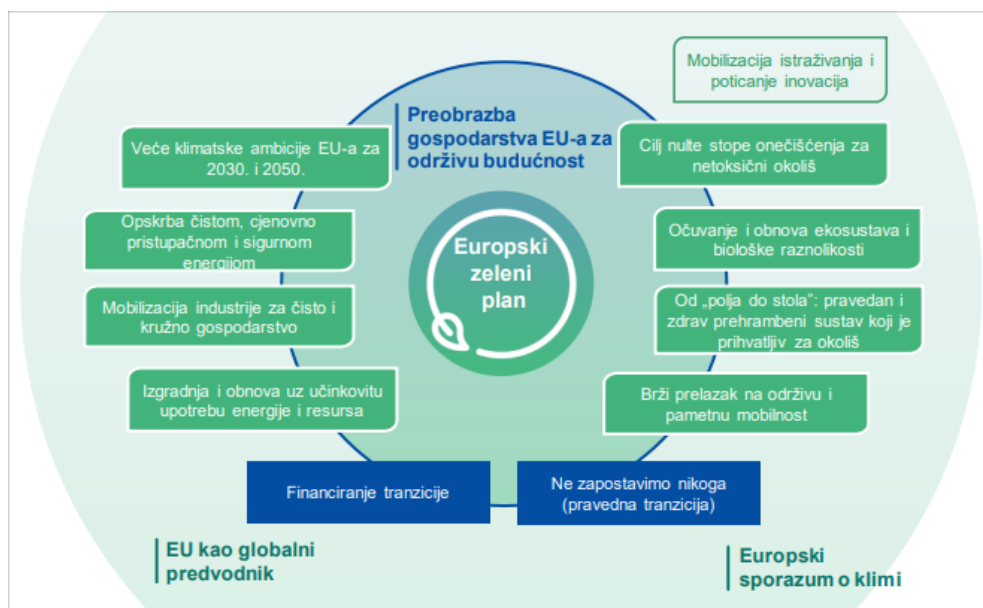 Mobilizacija istraživanja i
poticanje inovacija
Preobrazba
gospodarstva EU-a za
održivu budućnost
Veće klimatske ambicije EU-a za
2030. i 2050.
Cilj nulte stope onečišćenja za
netoksični okoliš
Opskrba čistom, cjenovno
pristupačnom i sigurnom
energijom
Očuvanje i obnova ekosustava i
biološke raznolikosti
Europski
zeleni
plan
Mobilizacija industrije za čisto i
kružno gospodarstvo
Od „polja do stola”: pravedan i
zdrav prehrambeni sustav koji je
prihvatljiv za okoliš
Izgradnja i obnova uz učinkovitu
upotrebu energije i resursa
Brži prelazak na održivu i
pametnu mobilnost
Financiranje tranzicije
Ne zapostavimo nikoga
(pravedna tranzicija)
EU kao globalni
predvodnik
Europski
sporazum o klimi